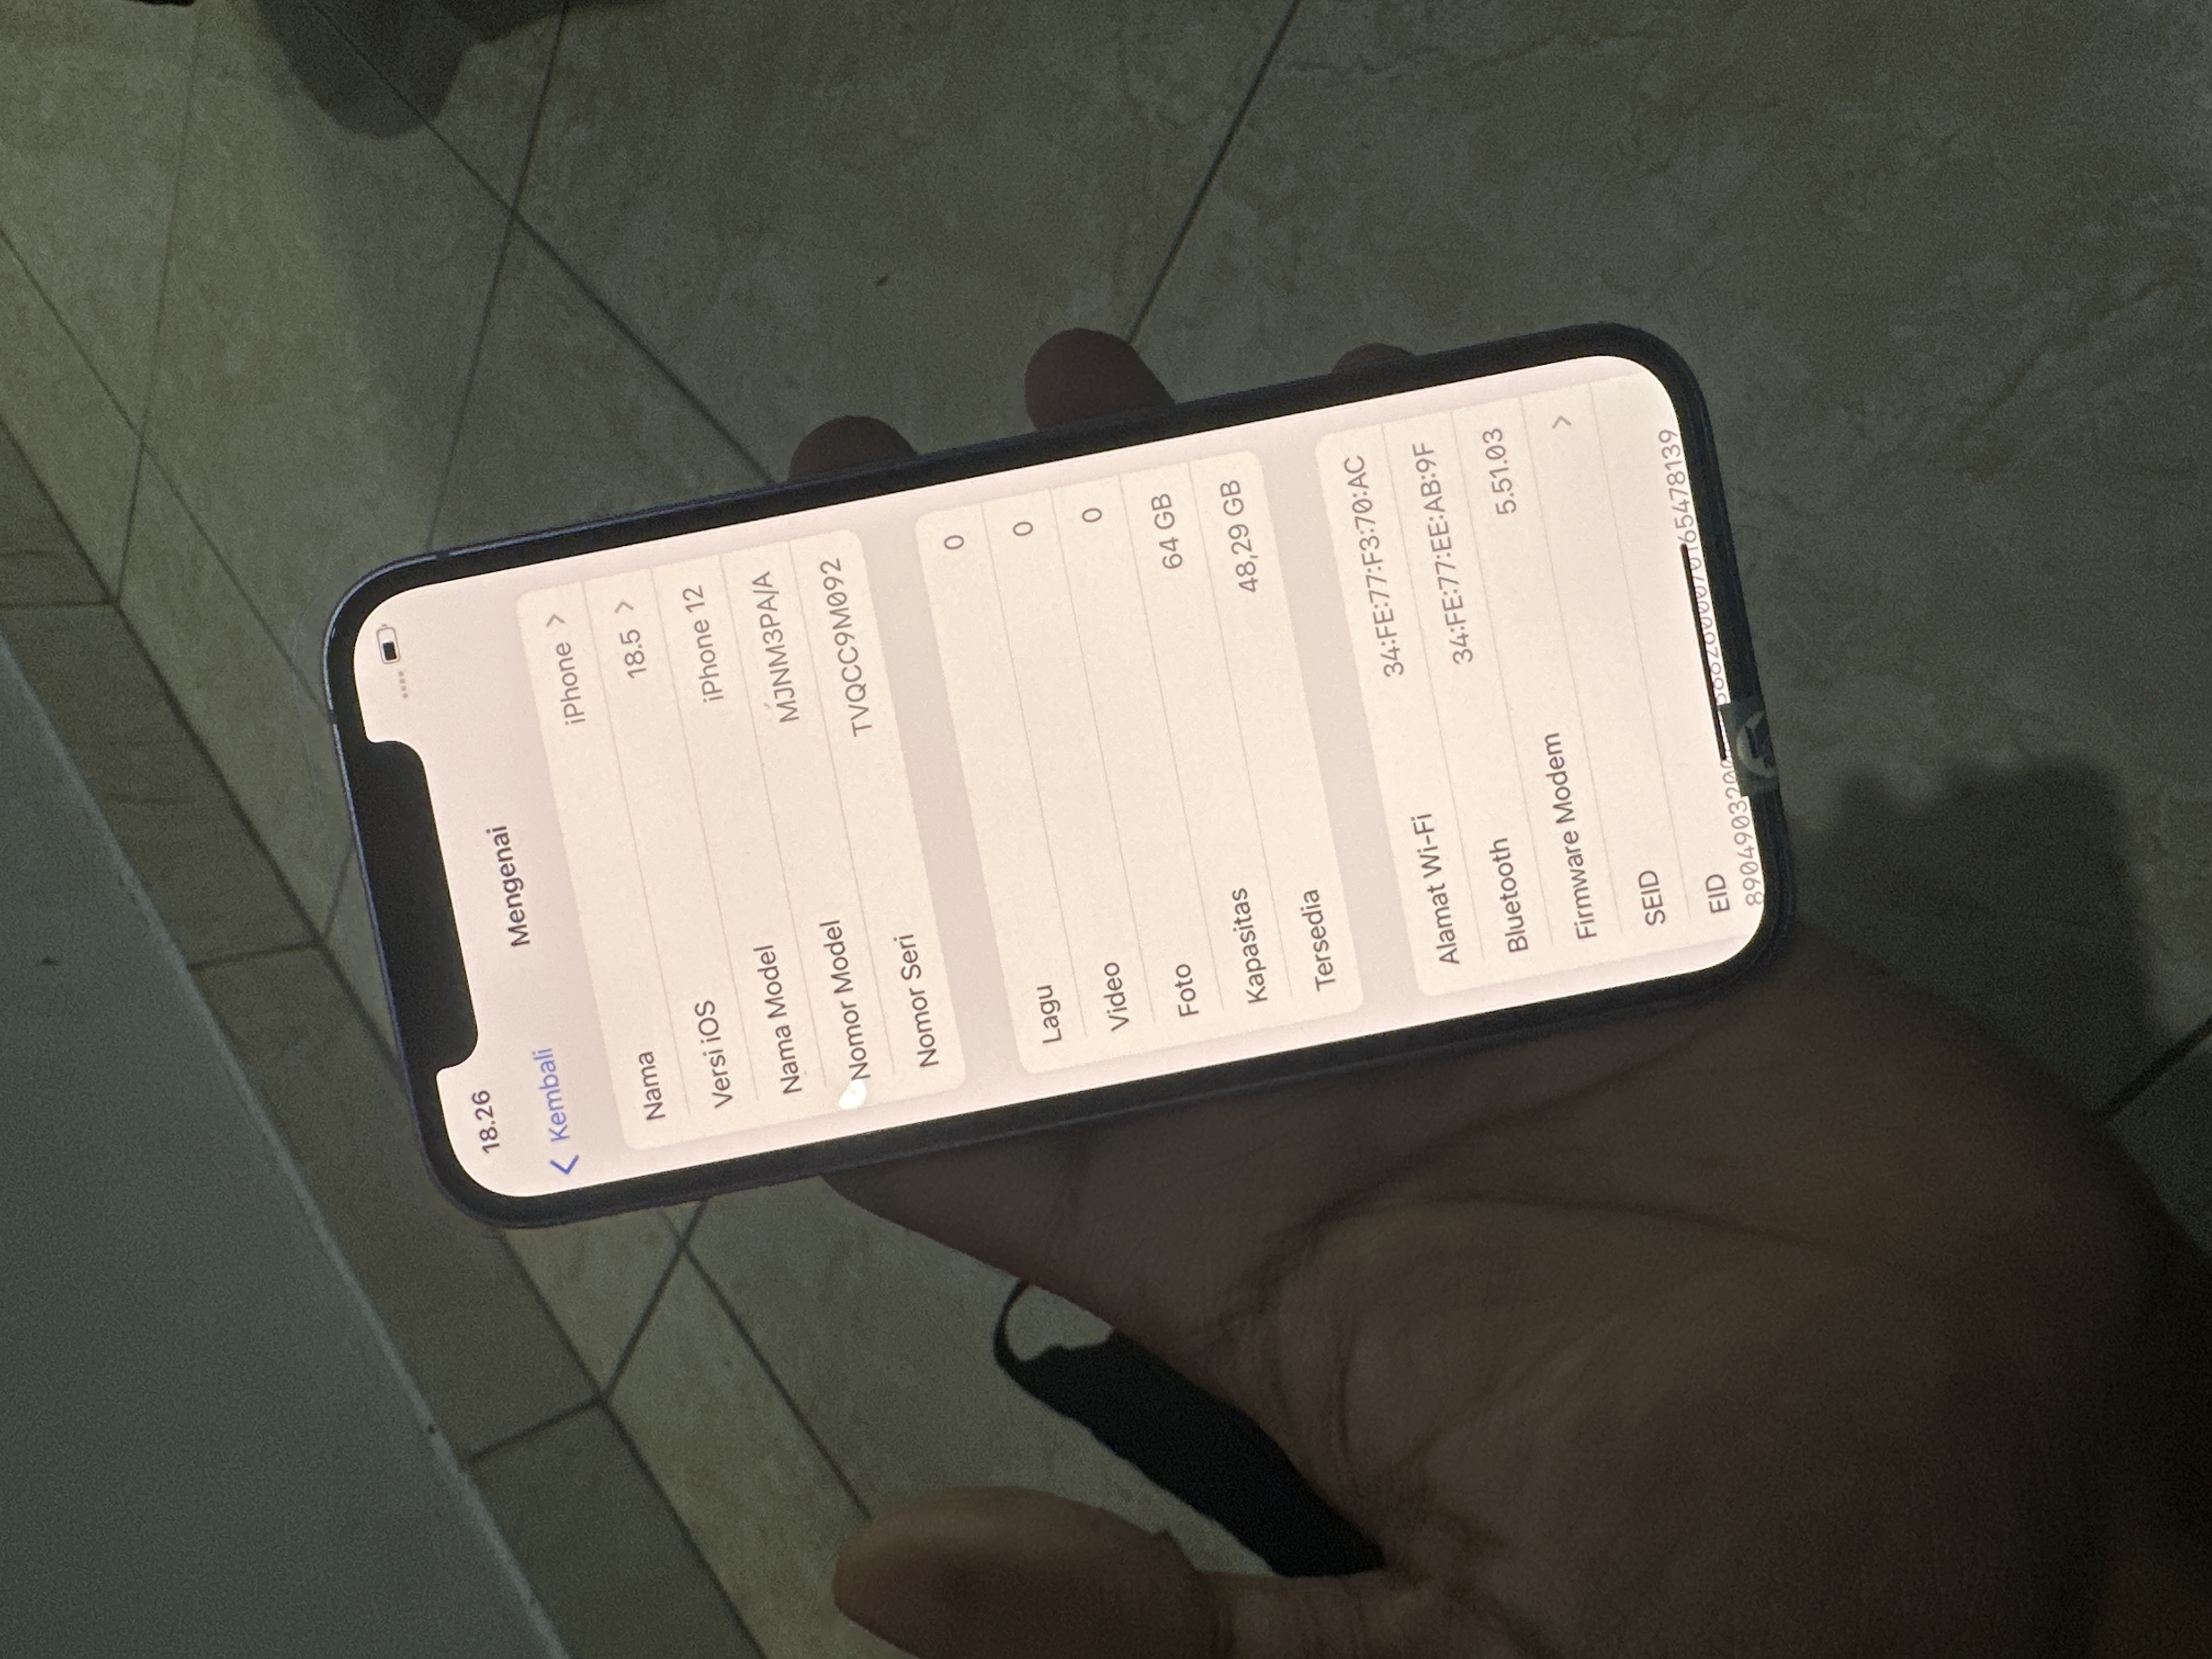 18.26
Kembali
Mengenai
Nama iPhone
Versi iOS 18.5
Nama Model iPhone 12
Nomor Model MJNM3PA/A
Nomor Seri TVQCC9M092
Lagu 0
Video 0
Foto 0
Kapasitas 64 GB
Tersedia 48,29 GB
Alamat Wi-Fi 34:FE:77:F3:70:AC
Bluetooth 34:FE:77:EE:AB:9F
Firmware Modem 5.51.03
SEID
EID